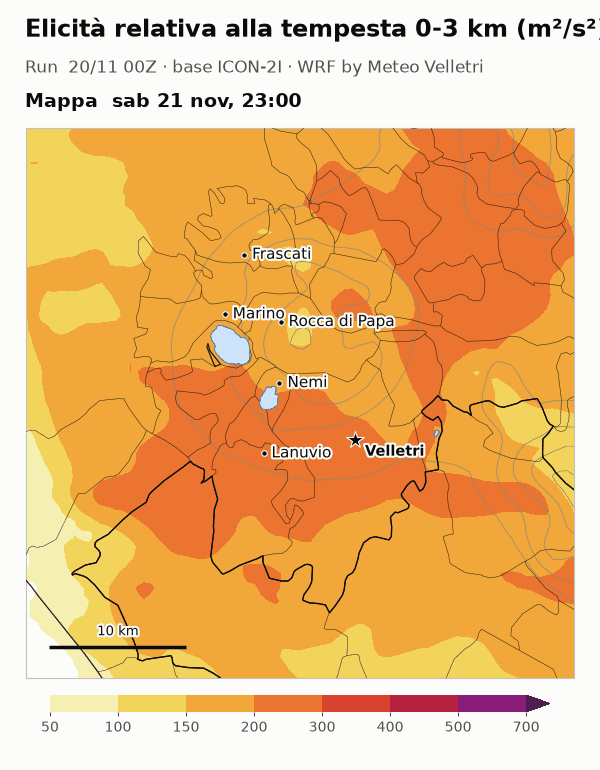 Elicità relativa alla tempesta 0-3 km (m²/s²)
Run  20/11 00Z · base ICON-2I · WRF by Meteo Velletri
Mappa  sab 21 nov, 23:00
Frascati
Marino
Rocca di Papa
Nemi
Velletri
Lanuvio
10 km
50 100 150 200 300 400 500 700